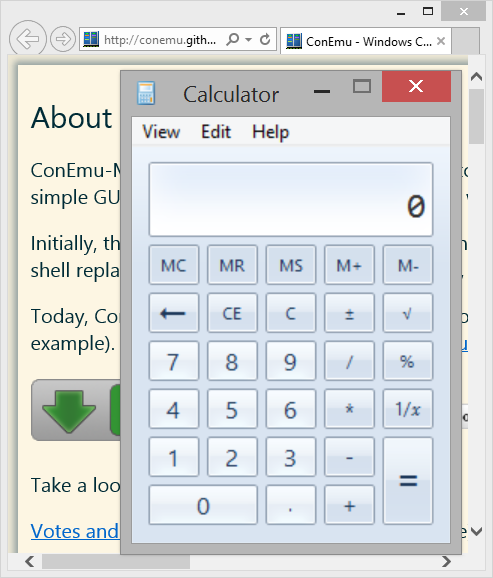 http://conemu.gith...
ConEmu - Windows C...
About
ConEmu-M
simple GU
Initially, th
shell repla
Today, Co
example).
Take a loo
Votes and
Calculator
View Edit Help
0
MC MR MS M+ M-
← CE C ± √
7 8 9 / %
4 5 6 * 1/x
1 2 3 - =
0 . +